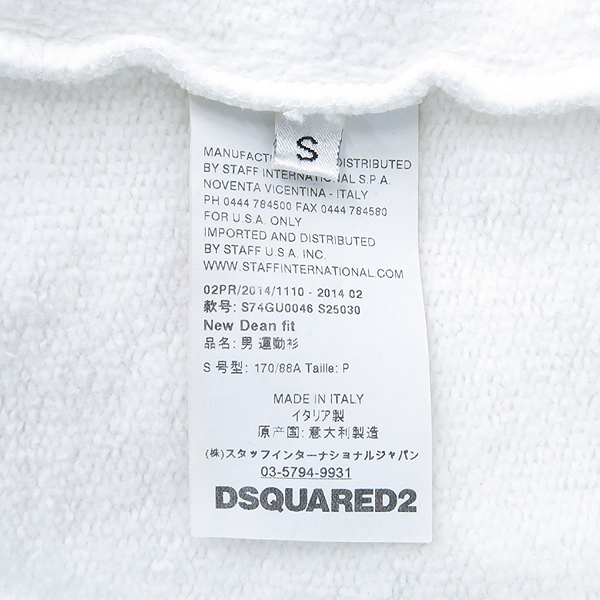 S
MANUFACT DISTRIBUTED
BY STAFF INTERNATIONAL S.P.A.
NOVENTA VICENTINA - ITALY
PH 0444 784500 FAX 0444 784580
FOR U.S.A. ONLY
IMPORTED AND DISTRIBUTED
BY STAFF U.S.A. INC.
WWW.STAFFINTERNATIONAL.COM
02PR/2014/1110 - 2014 02
款号: S74GU0046 S25030
New Dean fit
品名: 男 運動衫
S 号型: 170/88A Taille: P
MADE IN ITALY
イタリア製
原产国: 意大利製造
(株)スタッフインターナショナルジャパン
03-5794-9931
DSQUARED2